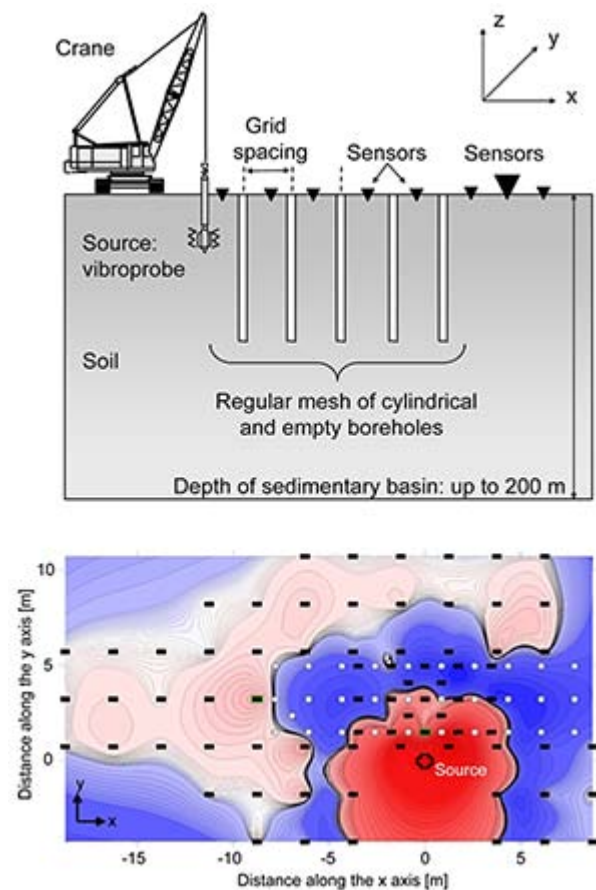 Crane
z
y
x
Grid
spacing
Sensors
Sensors
Source:
vibroprobe
Soil
Regular mesh of cylindrical
and empty boreholes
Depth of sedimentary basin: up to 200 m
Distance along the y axis [m]
10
5
0
Source
y
x
-15
-10
-5
0
5
Distance along the x axis [m]